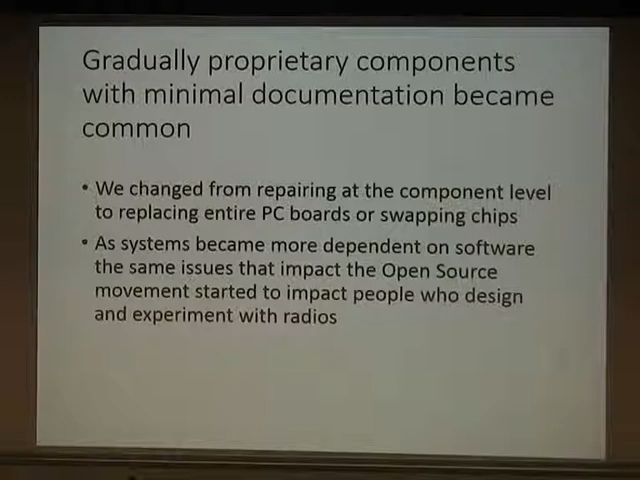 Gradually proprietary components
with minimal documentation became
common
• We changed from repairing at the component level
to replacing entire PC boards or swapping chips
• As systems became more dependent on software
the same issues that impact the Open Source
movement started to impact people who design
and experiment with radios